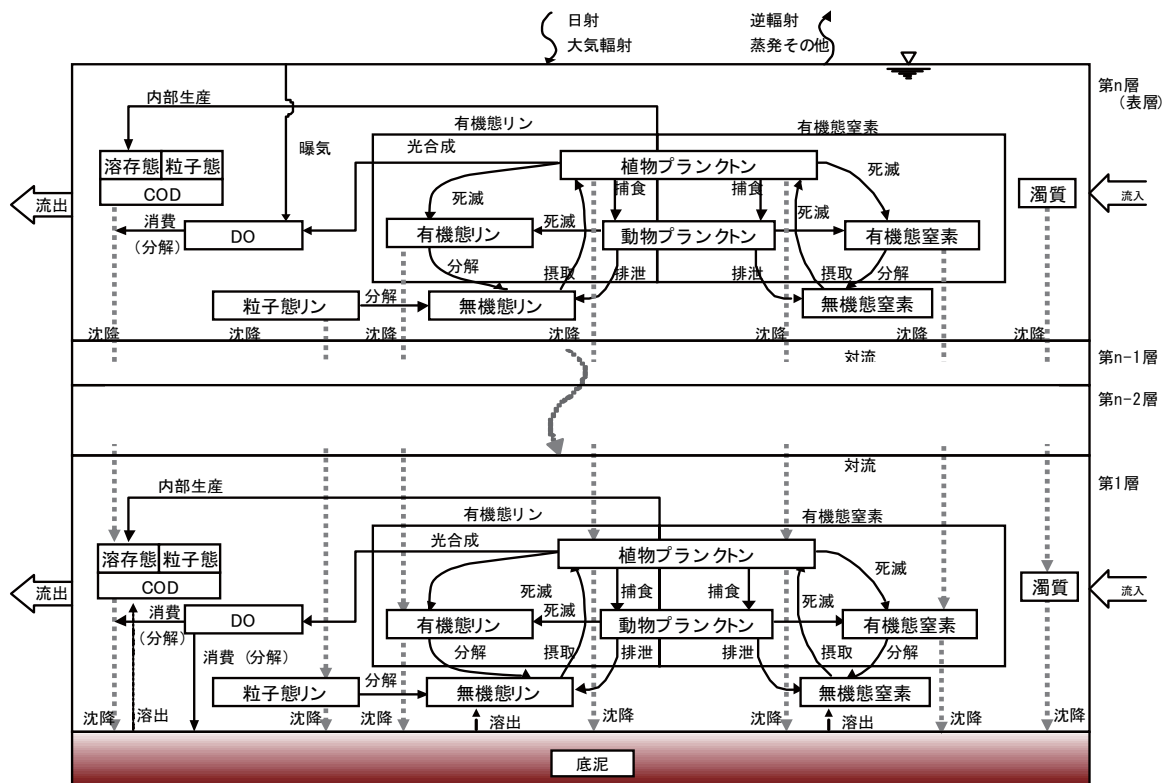 日射
大気輻射
逆輻射
蒸発その他
第n層
(表層)
内部生産
有機態リン
有機態窒素
曝気
光合成
植物プランクトン
溶存態 粒子態
COD
死滅
捕食
捕食
死滅
濁質
流入
流出
消費
(分解)
DO
有機態リン
死滅
動物プランクトン
死滅
有機態窒素
分解
摂取
排泄
排泄
摂取
分解
粒子態リン
分解
無機態リン
無機態窒素
沈降
沈降
沈降
沈降
沈降
沈降
沈降
対流
第n-1層
第n-2層
対流
第1層
内部生産
有機態リン
有機態窒素
光合成
植物プランクトン
溶存態 粒子態
COD
死滅
捕食
捕食
死滅
濁質
流入
流出
消費
(分解)
DO
有機態リン
死滅
動物プランクトン
死滅
有機態窒素
消費(分解)
分解
摂取
排泄
排泄
摂取
分解
粒子態リン
分解
無機態リン
無機態窒素
沈降
溶出
沈降
沈降
溶出
沈降
沈降
溶出
沈降
沈降
底泥